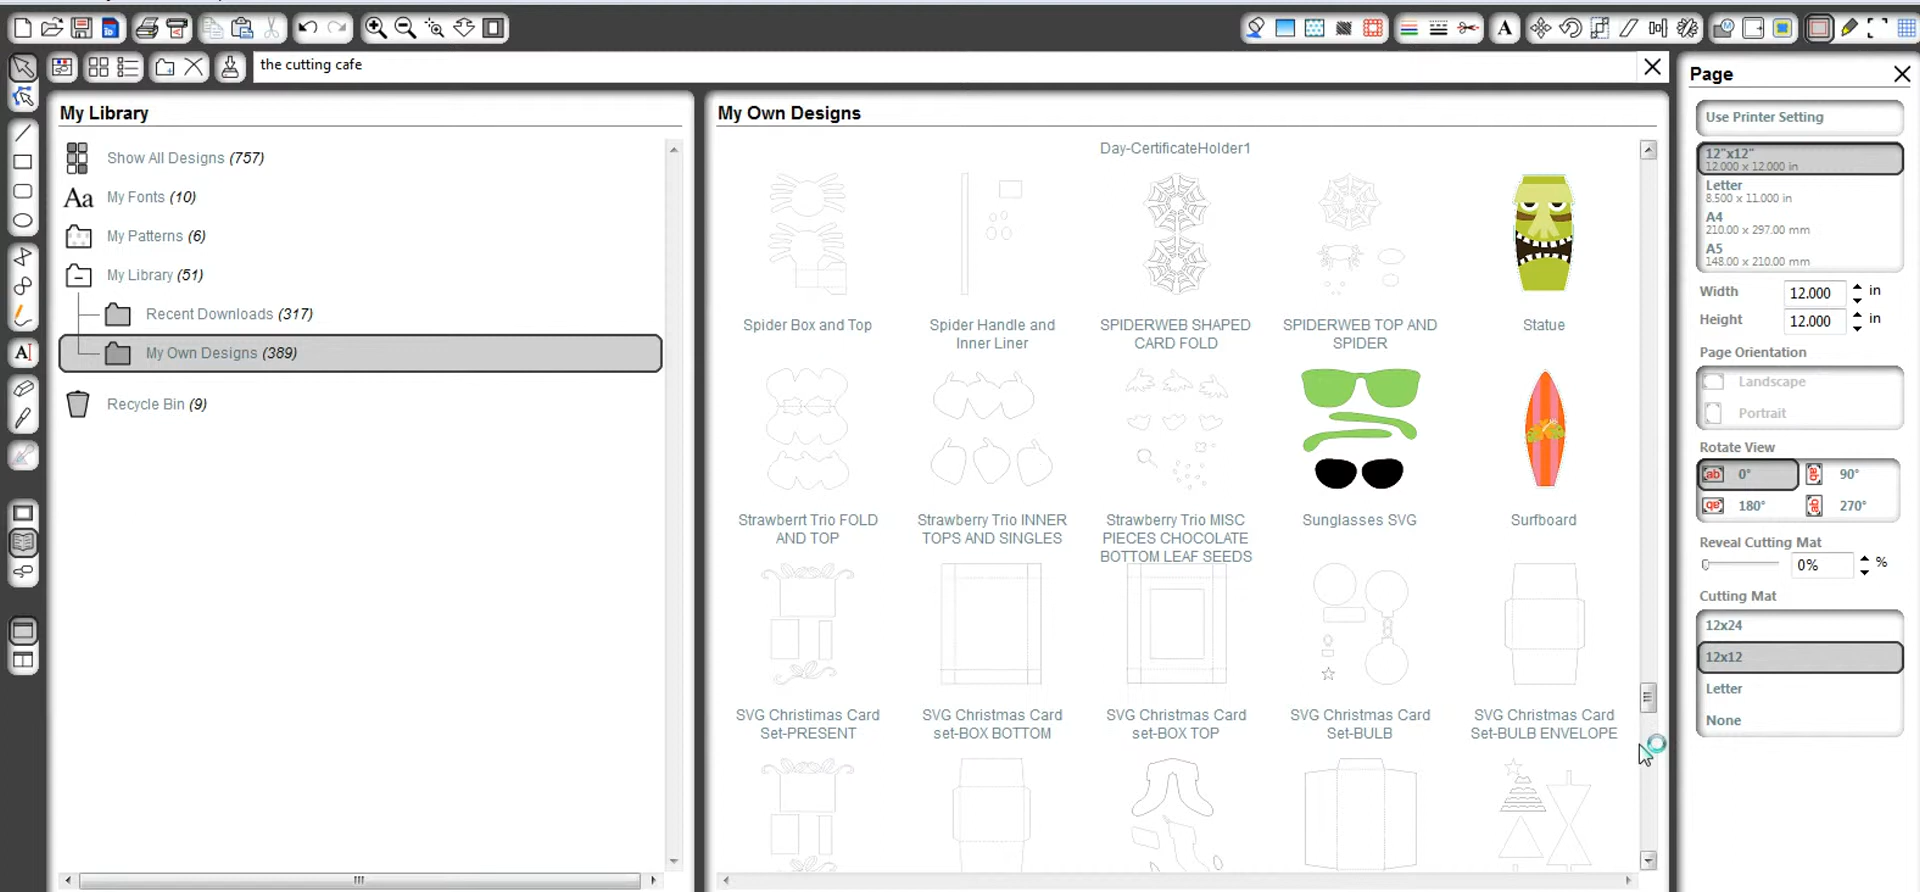 the cutting cafe
My Library
Show All Designs (757)
Aa My Fonts (10)
My Patterns (6)
My Library (51)
Recent Downloads (317)
My Own Designs (389)
Recycle Bin (9)
My Own Designs
Day-CertificateHolder1
Spider Box and Top
Spider Handle and
Inner Liner
SPIDERWEB SHAPED
CARD FOLD
SPIDERWEB TOP AND
SPIDER
Statue
Strawberrt Trio FOLD
AND TOP
Strawberry Trio INNER
TOPS AND SINGLES
Strawberry Trio MISC
PIECES CHOCOLATE
BOTTOM LEAF SEEDS
Sunglasses SVG
Surfboard
SVG Christimas Card
Set-PRESENT
SVG Christmas Card
set-BOX BOTTOM
SVG Christmas Card
set-BOX TOP
SVG Christmas Card
Set-BULB
SVG Christmas Card
Set-BULB ENVELOPE
Page
Use Printer Setting
12"x12"
12.000 x 12.000 in
Letter
8.500 x 11.000 in
A4
210.00 x 297.00 mm
A5
148.00 x 210.00 mm
Width 12.000 in
Height 12.000 in
Page Orientation
Landscape
Portrait
Rotate View
ab 0° ab 90°
ab 180° ab 270°
Reveal Cutting Mat
0% %
Cutting Mat
12x24
12x12
Letter
None